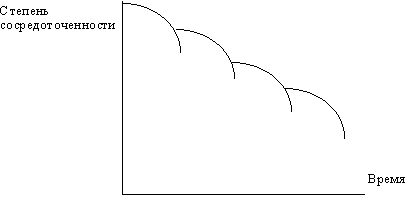 Степень
сосредоточенности
Время